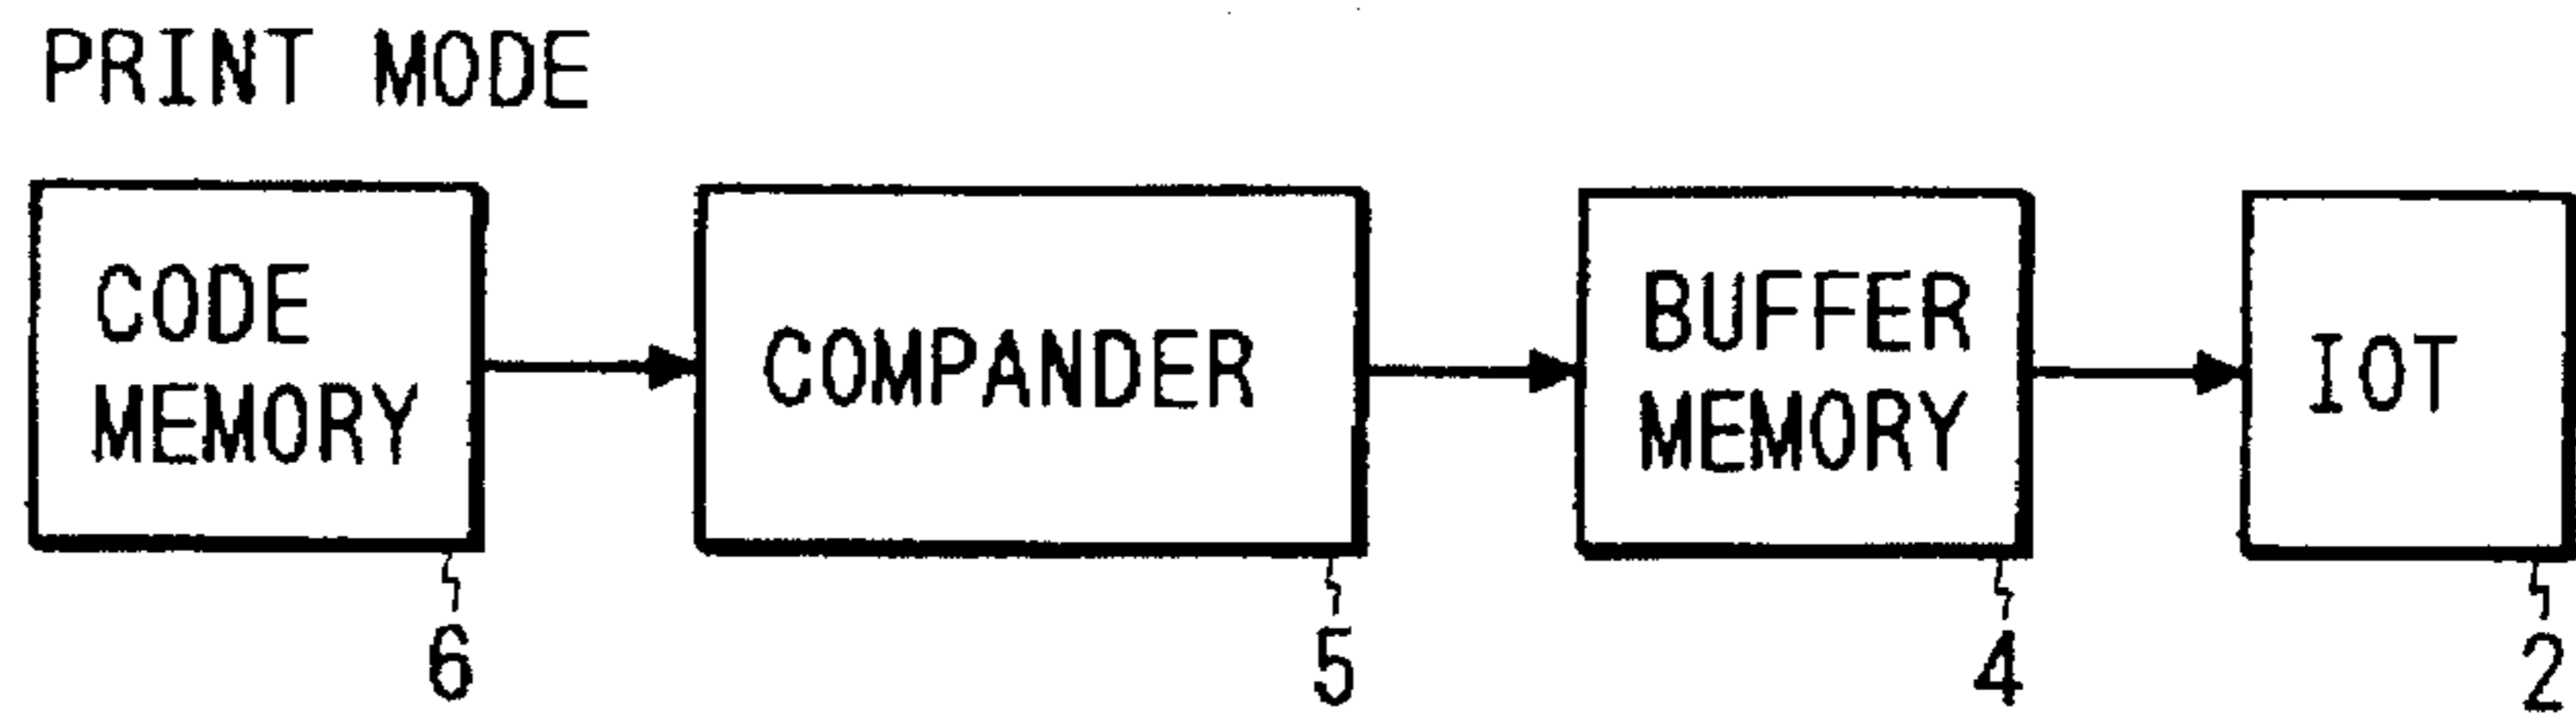 PRINT MODE
CODE
MEMORY
COMPANDER
BUFFER
MEMORY
IOT
6
5
4
2